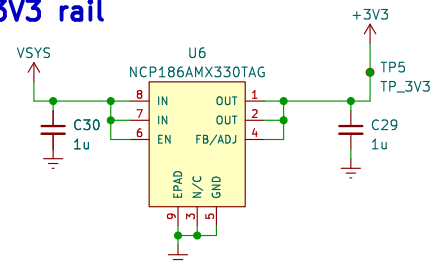 3V3 rail
+3V3
VSYS
U6
NCP186AMX330TAG
TP5
TP_3V3
8 IN OUT 1
7 IN OUT 2
6 EN FB/ADJ 4
C30
1u
C29
1u
EPAD
N/C
GND
9
3
5